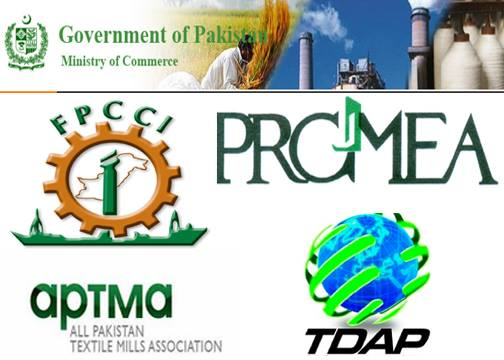 Government of Pakistan
Ministry of Commerce
FPCCI
PRGMEA
aPTMa
ALL PAKISTAN
TEXTILE MILLS ASSOCIATION
TDAP